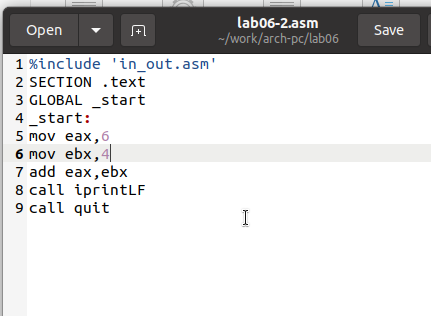 lab06-2.asm
Open
~/work/arch-pc/lab06
Save
1 %include 'in_out.asm'
2 SECTION .text
3 GLOBAL _start
4 _start:
5 mov eax,6
6 mov ebx,4
7 add eax,ebx
8 call iprintLF
9 call quit